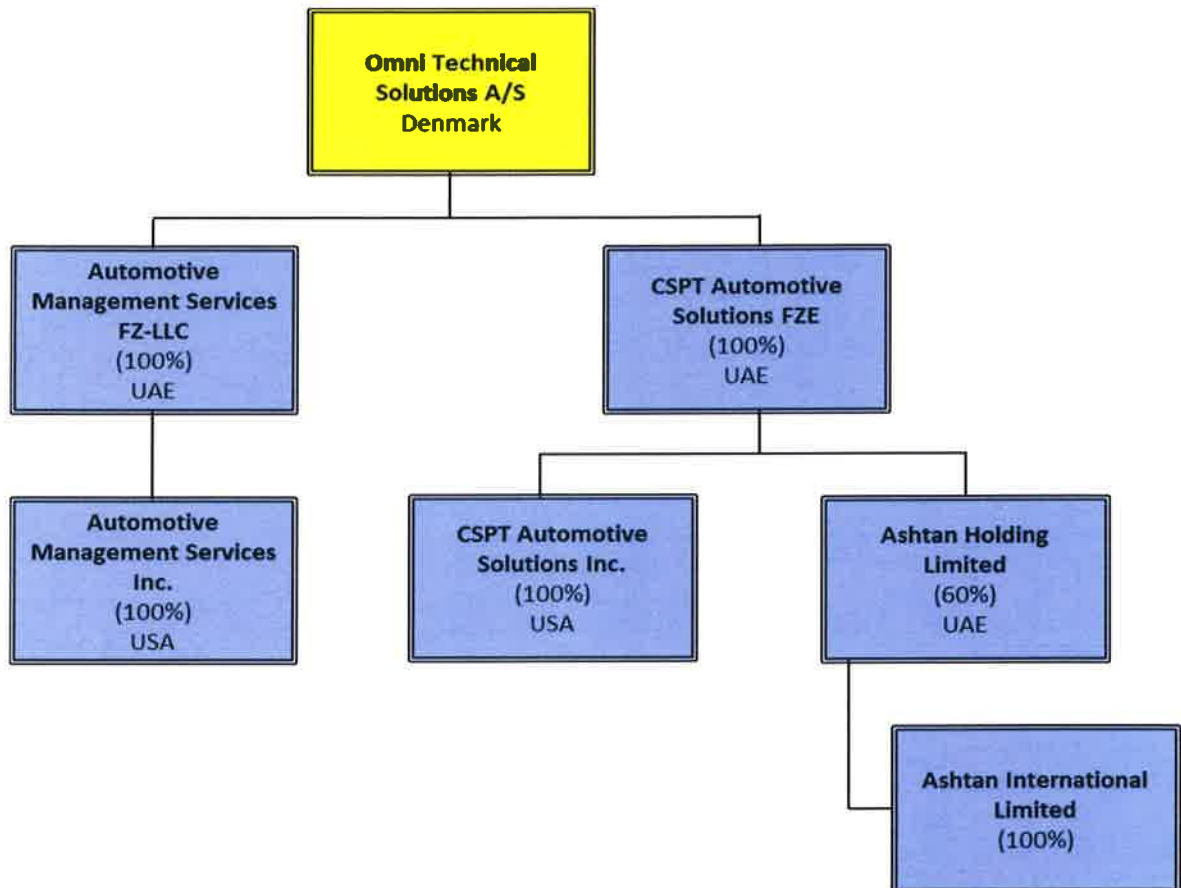 Omni Technical
Solutions A/S
Denmark
Automotive
Management Services
FZ-LLC
(100%)
UAE
CSPT Automotive
Solutions FZE
(100%)
UAE
Automotive
Management Services
Inc.
(100%)
USA
CSPT Automotive
Solutions Inc.
(100%)
USA
Ashtan Holding
Limited
(60%)
UAE
Ashtan International
Limited
(100%)